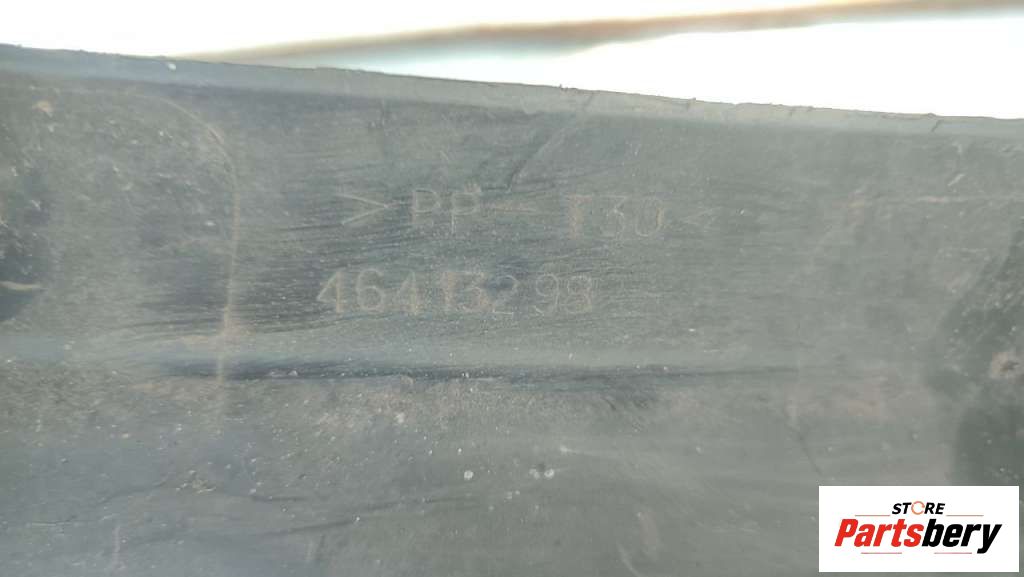 >PP-T30<
46413298
STORE
Partsbery